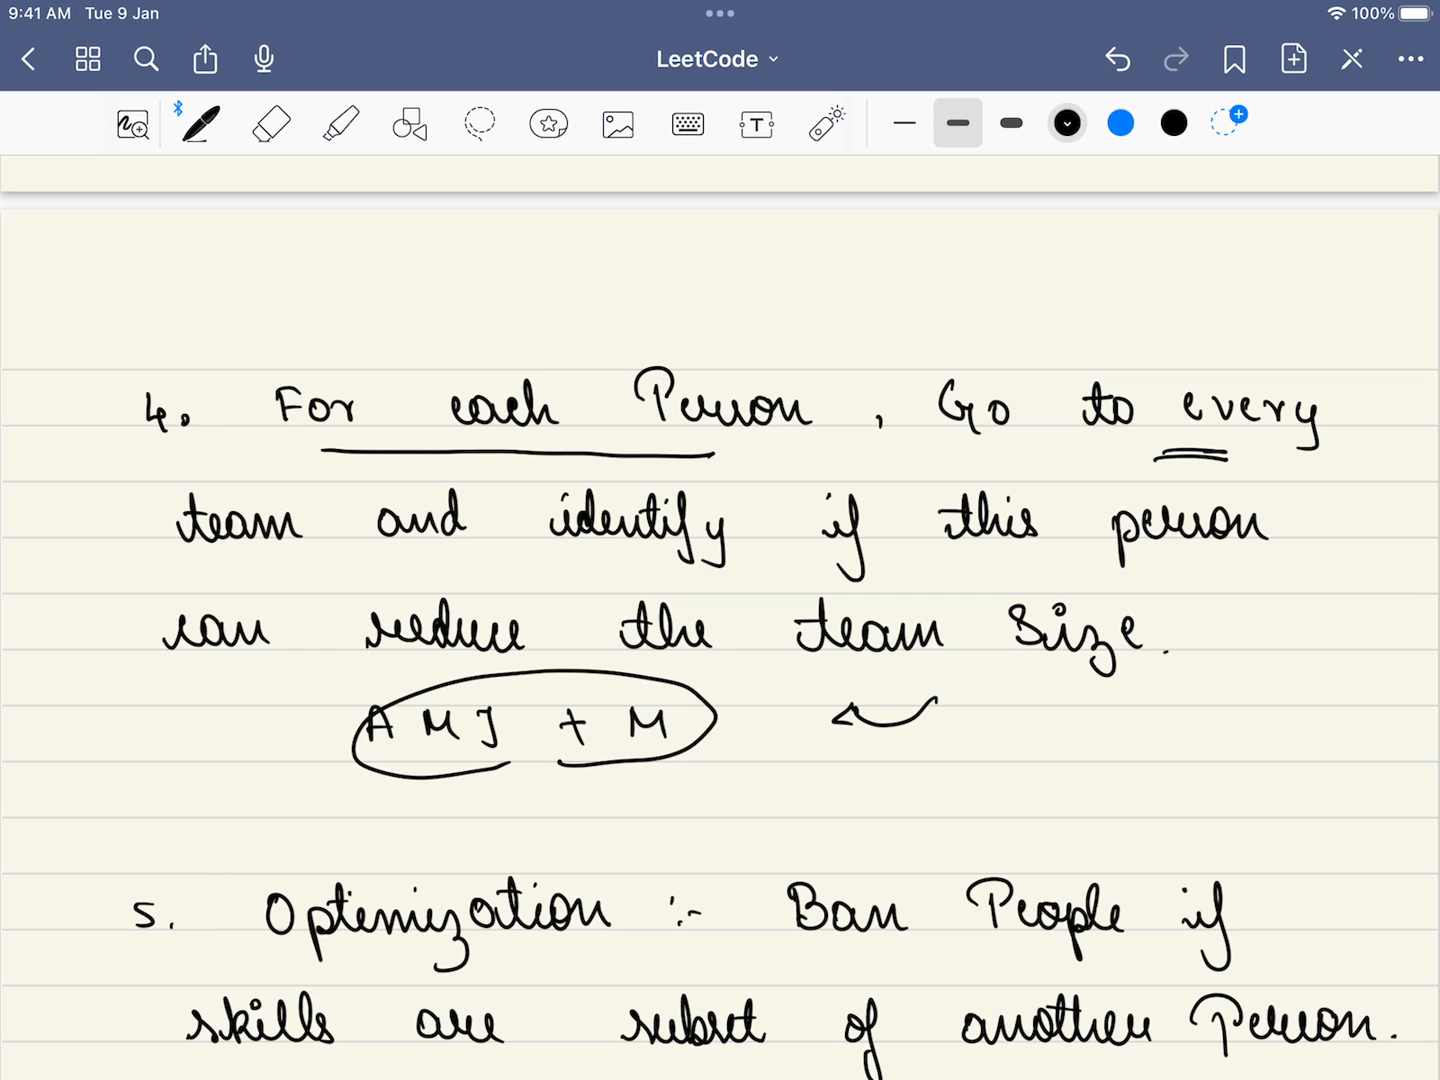 9:41 AM Tue 9 Jan 100%
LeetCode
4. For each Person, Go to every
team and identify if this person
can reduce the team Size.
A M J + M
5. Optimization :- Ban People if
skills are subset of another Person.